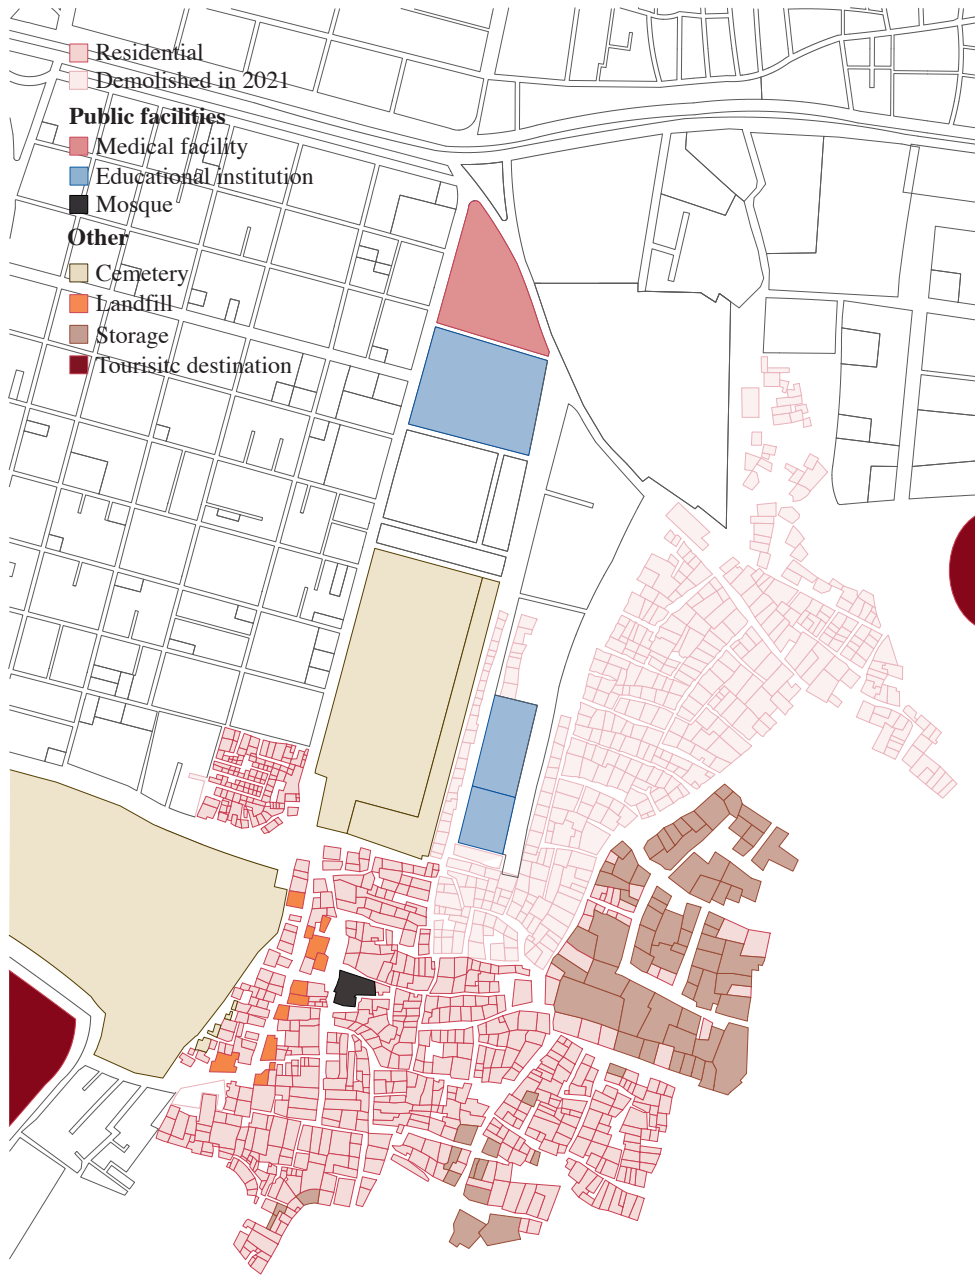 Residential
Demolished in 2021
Public facilities
Medical facility
Educational institution
Mosque
Other
Cemetery
Landfill
Storage
Tourisitc destination